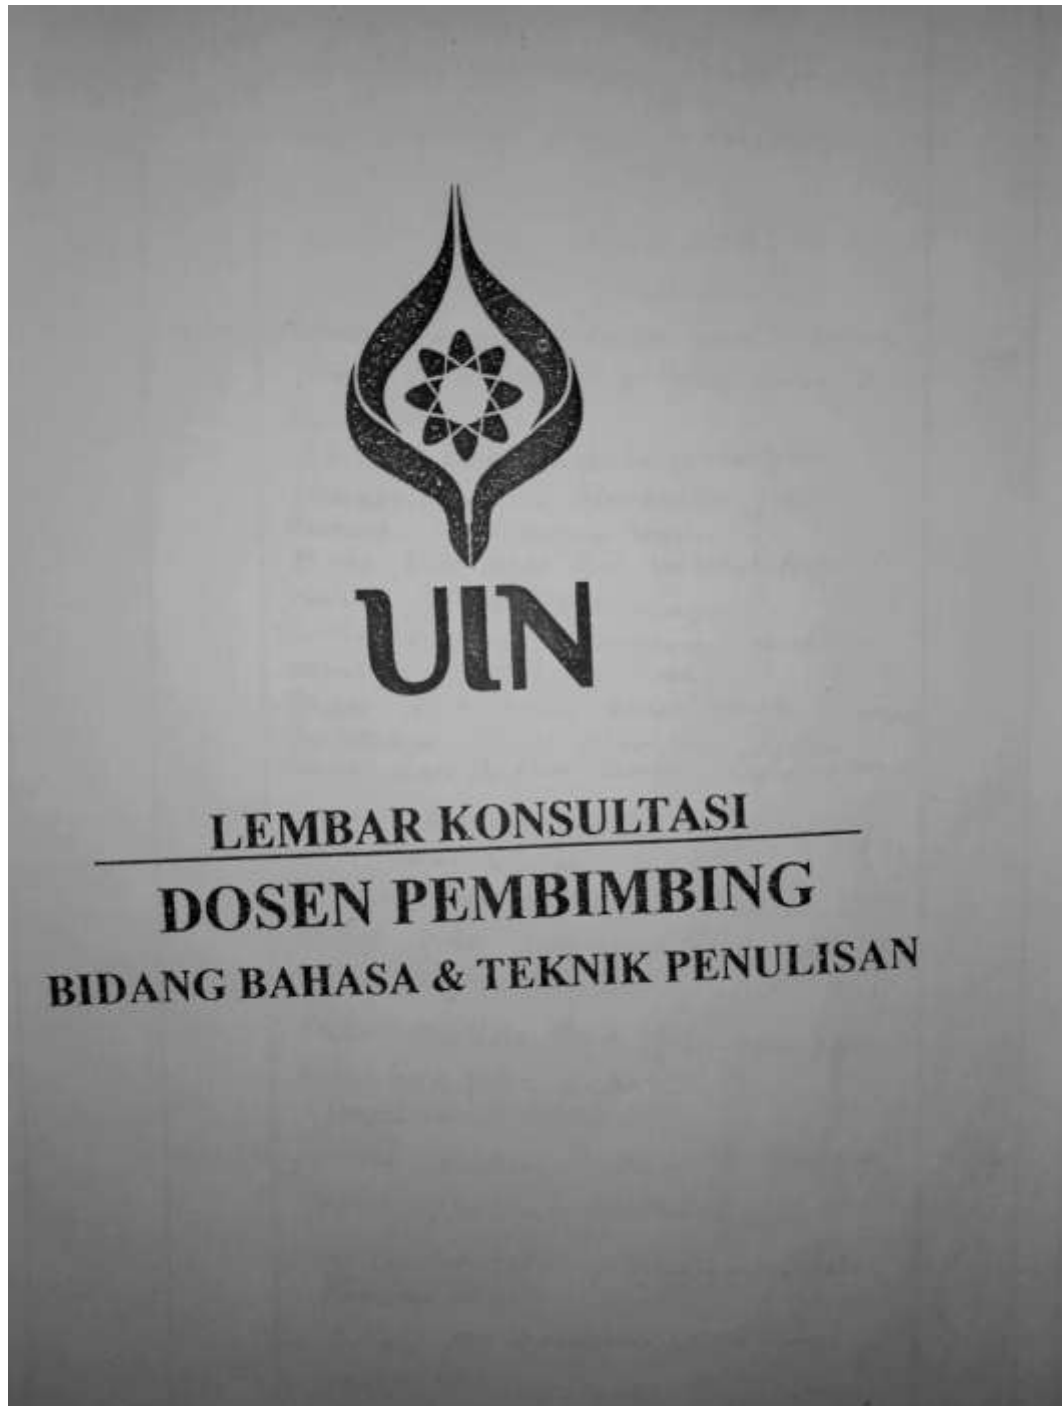 UIN
LEMBAR KONSULTASI
DOSEN PEMBIMBING
BIDANG BAHASA & TEKNIK PENULISAN